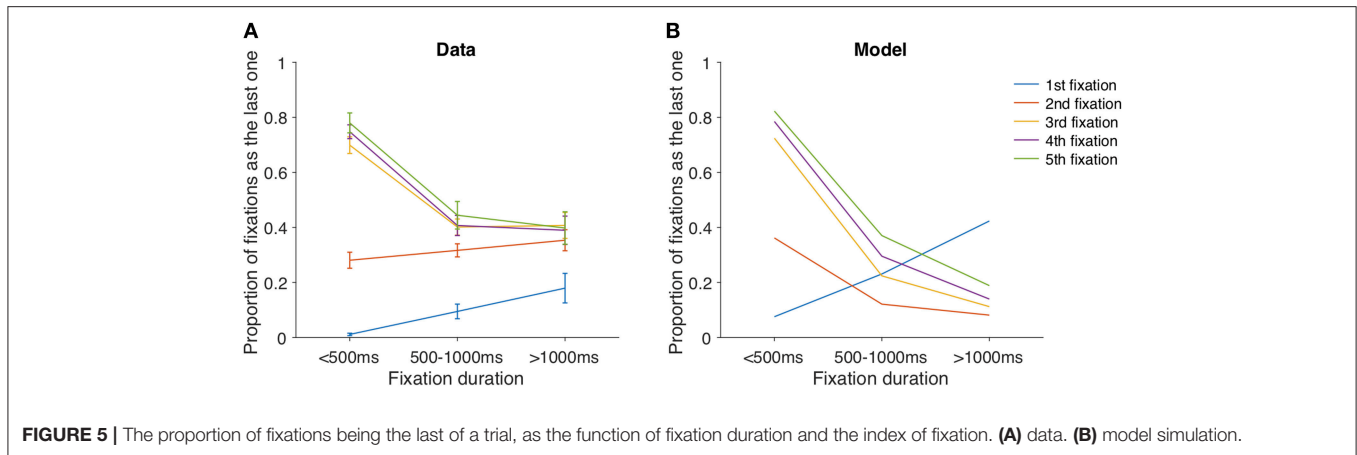 A
Data
Proportion of fixations as the last one
1
0.8
0.6
0.4
0.2
0
<500ms
500-1000ms
>1000ms
Fixation duration
B
Model
Proportion of fixations as the last one
1
0.8
0.6
0.4
0.2
0
<500ms
500-1000ms
>1000ms
Fixation duration
1st fixation
2nd fixation
3rd fixation
4th fixation
5th fixation
FIGURE 5 | The proportion of fixations being the last of a trial, as the function of fixation duration and the index of fixation. (A) data. (B) model simulation.